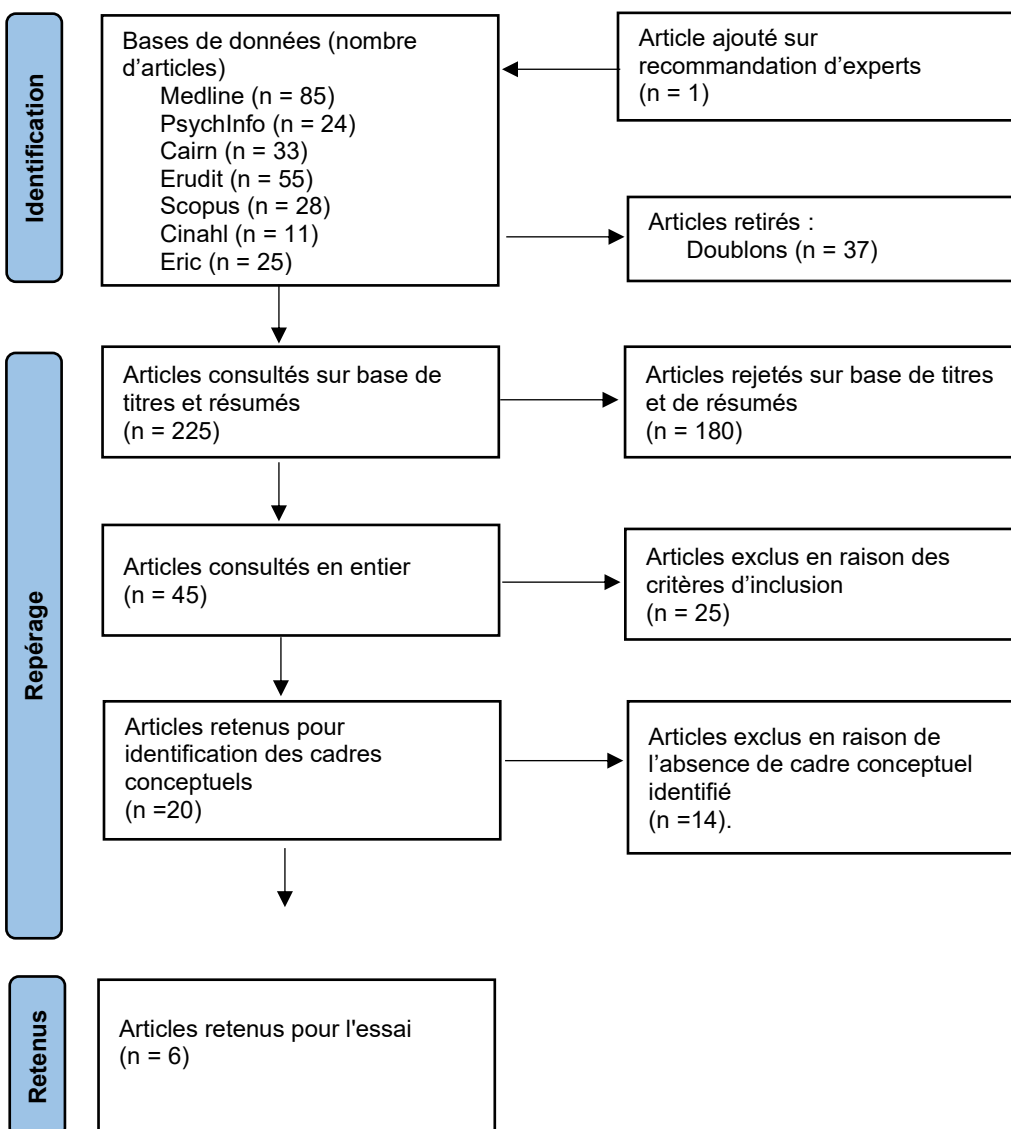 Identification
Bases de données (nombre
d'articles)
Medline (n = 85)
PsychInfo (n = 24)
Cairn (n = 33)
Erudit (n = 55)
Scopus (n = 28)
Cinahl (n = 11)
Eric (n = 25)
Article ajouté sur
recommandation d'experts
(n = 1)
Articles retirés :
Doublons (n = 37)
Repérage
Articles consultés sur base de
titres et résumés
(n = 225)
Articles rejetés sur base de titres
et de résumés
(n = 180)
Articles consultés en entier
(n = 45)
Articles exclus en raison des
critères d'inclusion
(n = 25)
Articles retenus pour
identification des cadres
conceptuels
(n =20)
Articles exclus en raison de
l'absence de cadre conceptuel
identifié
(n =14).
Retenus
Articles retenus pour l'essai
(n = 6)